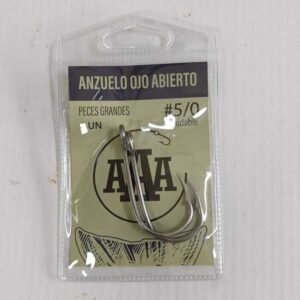 ANZUELO OJO ABIERTO
PECES GRANDES
#5/0
UN
AAA